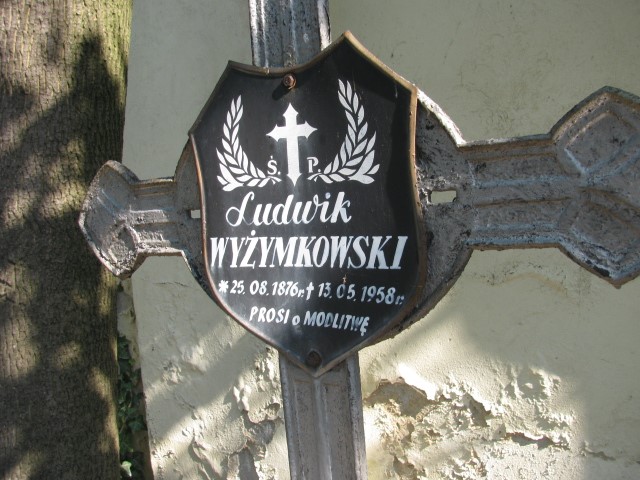 Ś. P.
Ludwik
WYŻYMKOWSKI
* 25. 08. 1876 r. † 13. 05. 1958 r.
PROSI o MODLITWĘ